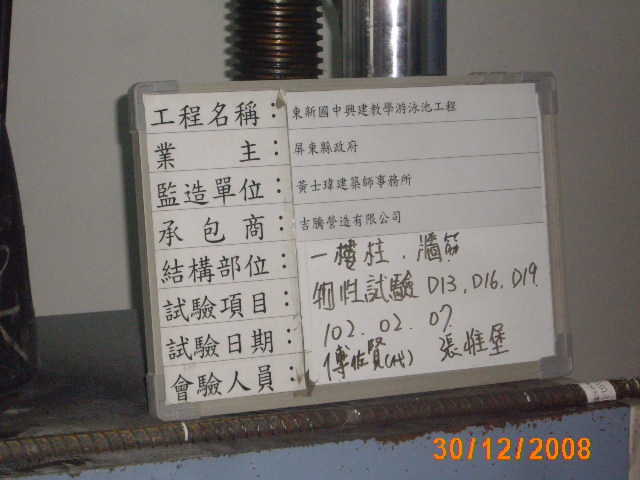 工程名稱： 東新國中興建教學游泳池工程
業　　主： 屏東縣政府
監造單位： 黃士瑋建築師事務所
承包商： 吉騰營造有限公司
結構部位： 一樓柱．牆筋
試驗項目： 物性試驗 D13, D16, D19
試驗日期： 102.02.07
會驗人員： 傅佐賢(代) 張惟堡
30/12/2008